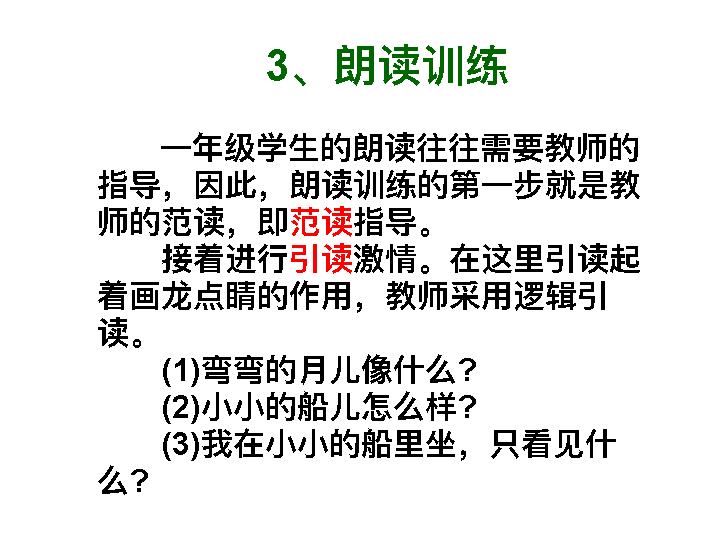 3、朗读训练
一年级学生的朗读往往需要教师的
指导，因此，朗读训练的第一步就是教
师的范读，即范读指导。
接着进行引读激情。在这里引读起
着画龙点睛的作用，教师采用逻辑引
读。
(1)弯弯的月儿像什么?
(2)小小的船儿怎么样?
(3)我在小小的船里坐，只看见什
么?